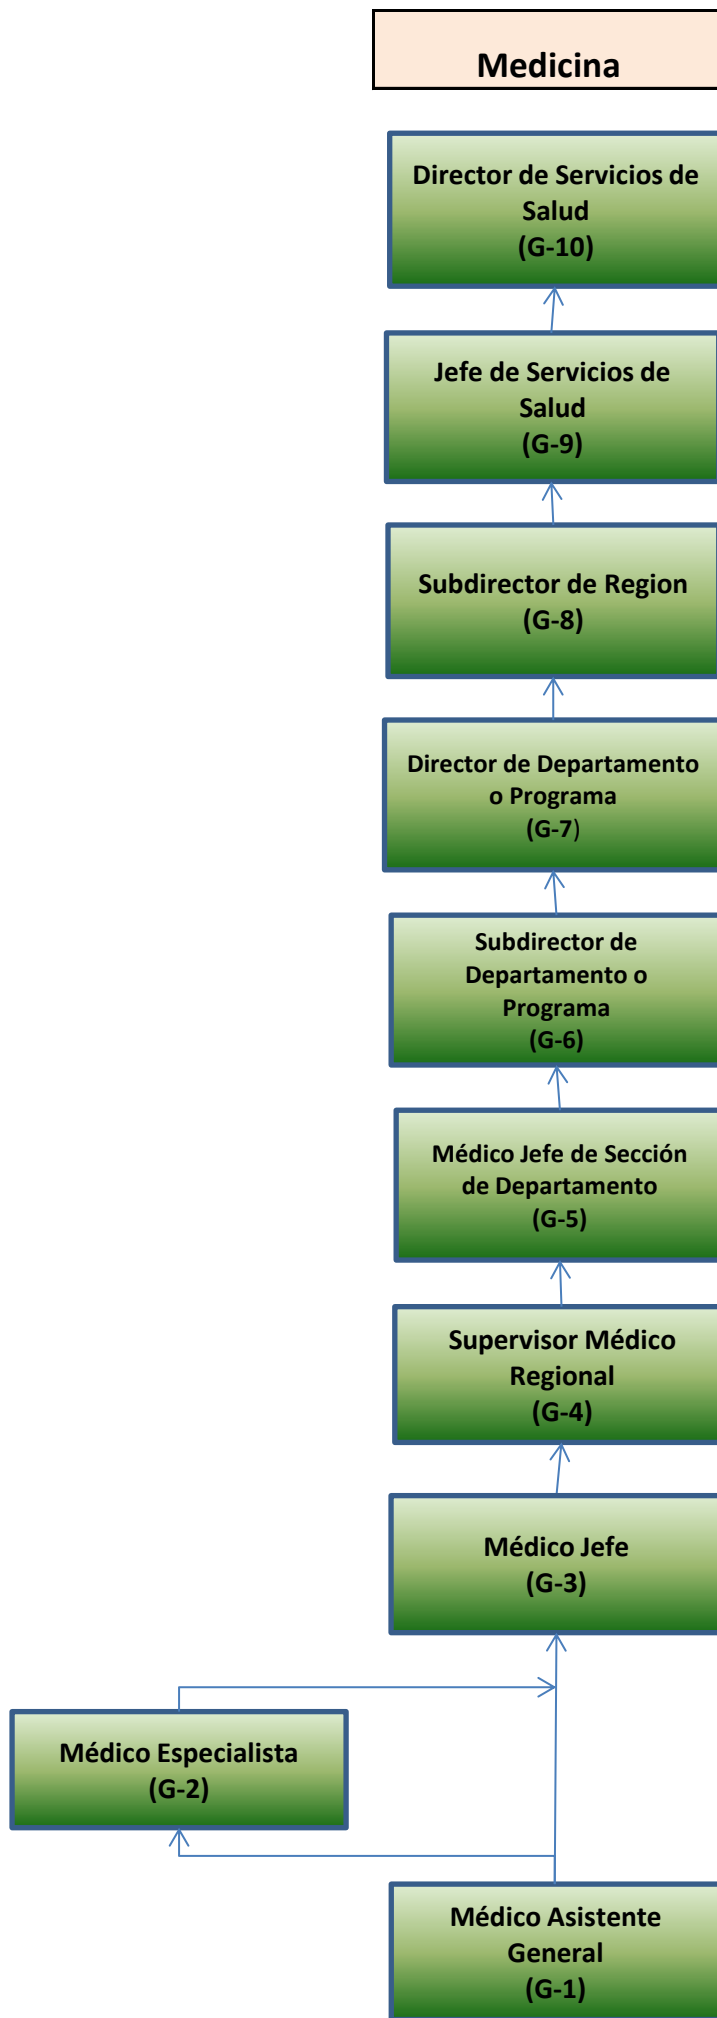 Medicina
Director de Servicios de
Salud
(G-10)
Jefe de Servicios de
Salud
(G-9)
Subdirector de Region
(G-8)
Director de Departamento
o Programa
(G-7)
Subdirector de
Departamento o
Programa
(G-6)
Médico Jefe de Sección
de Departamento
(G-5)
Supervisor Médico
Regional
(G-4)
Médico Jefe
(G-3)
Médico Especialista
(G-2)
Médico Asistente
General
(G-1)